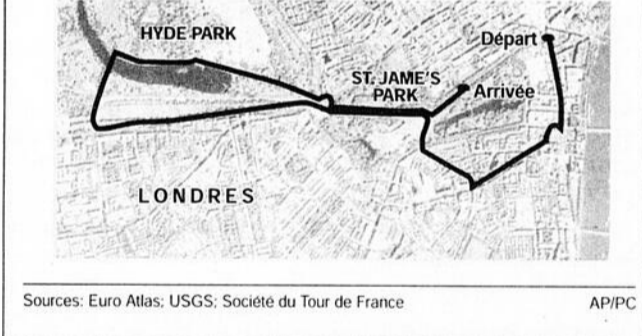 HYDE PARK
Départ
ST. JAME'S
PARK
Arrivée
LONDRES
Sources: Euro Atlas; USGS; Société du Tour de France
AP/PC